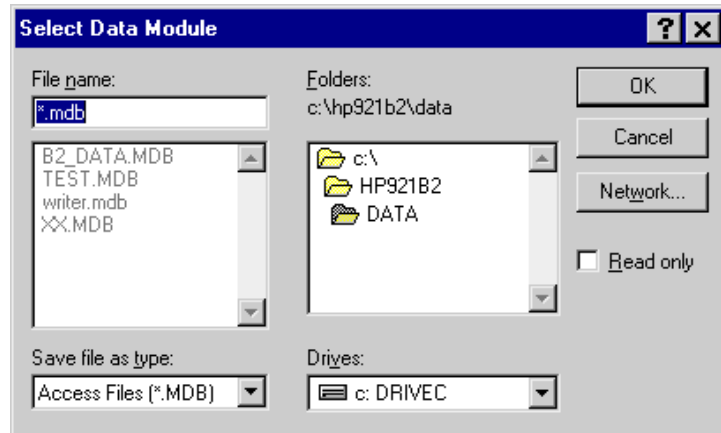 Select Data Module
File name:
*.mdb
B2_DATA.MDB
TEST.MDB
writer.mdb
XX.MDB
Save file as type:
Access Files (*.MDB)
Folders:
c:\hp921b2\data
c:\
HP921B2
DATA
Drives:
c: DRIVEC
OK
Cancel
Network...
Read only